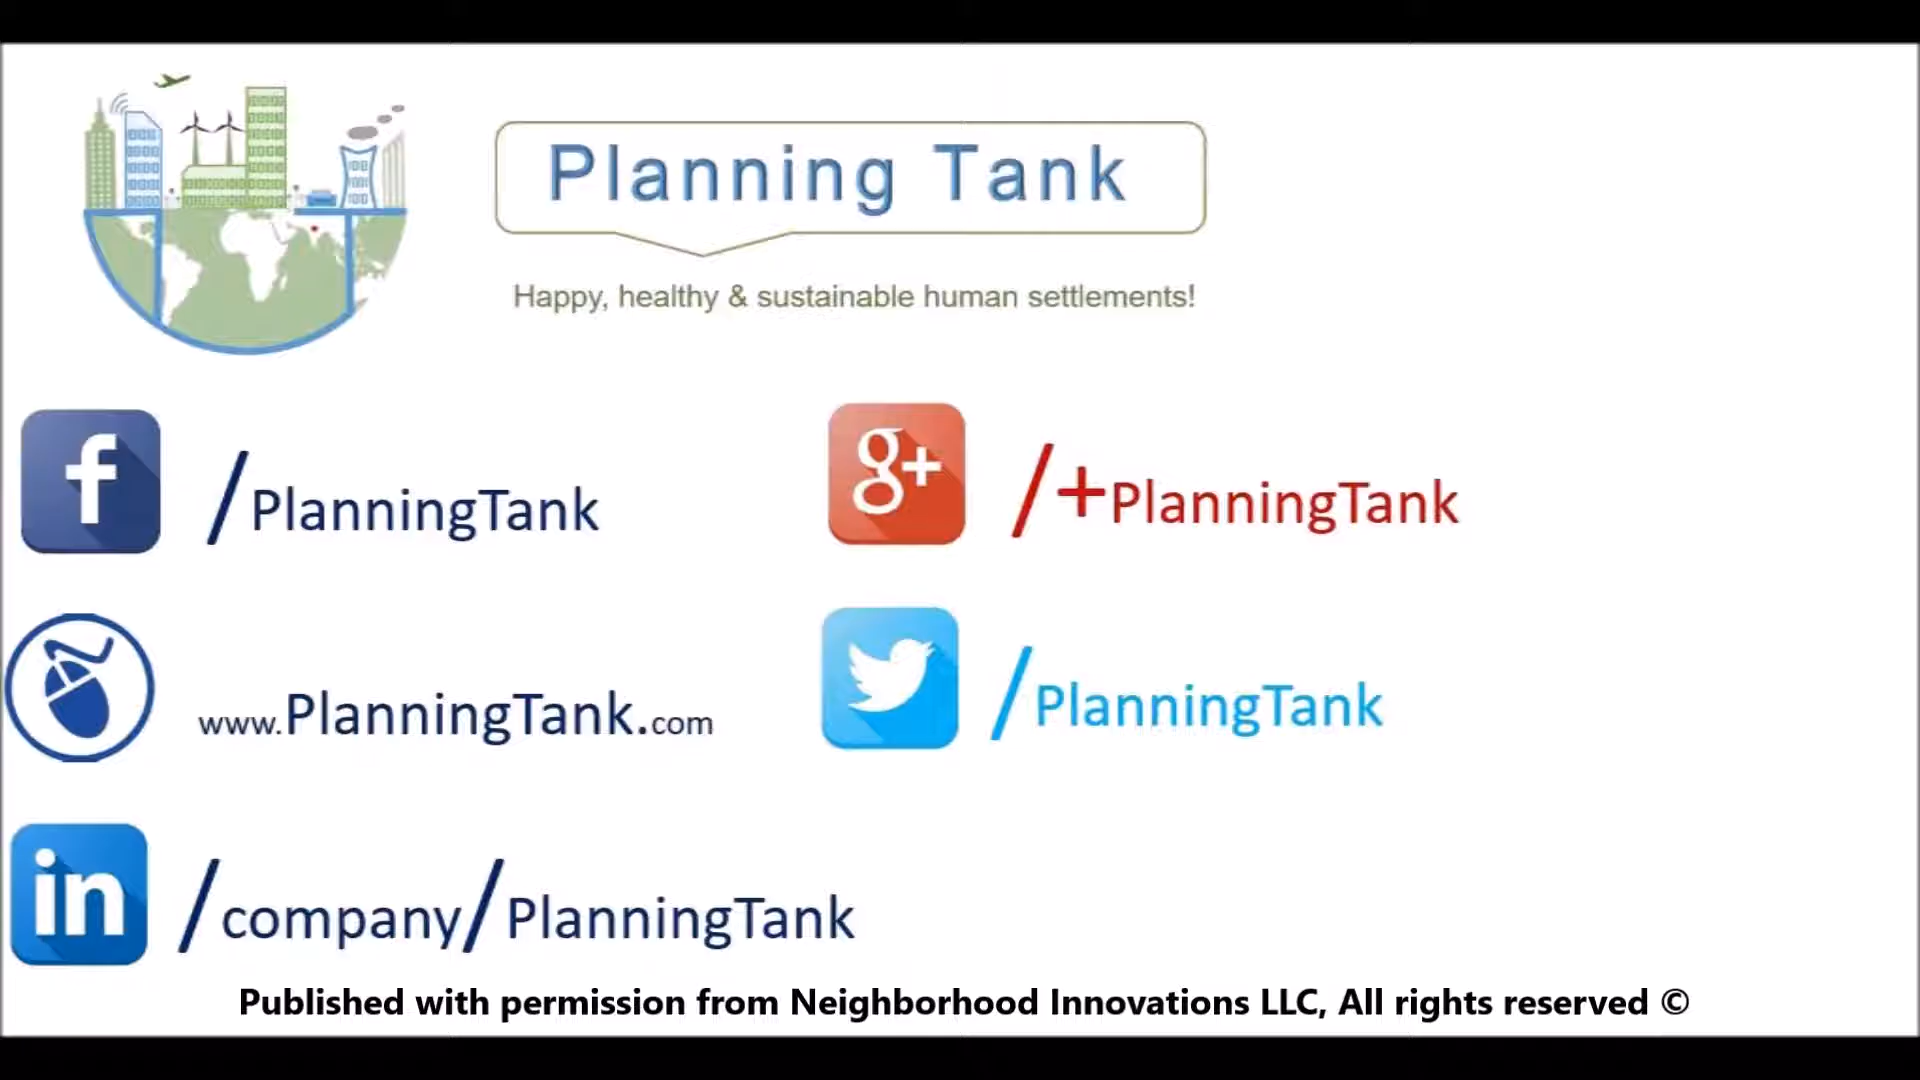 Planning Tank
Happy, healthy & sustainable human settlements!
f /PlanningTank
g+ /+PlanningTank
www.PlanningTank.com
/PlanningTank
in /company/PlanningTank
Published with permission from Neighborhood Innovations LLC, All rights reserved ©